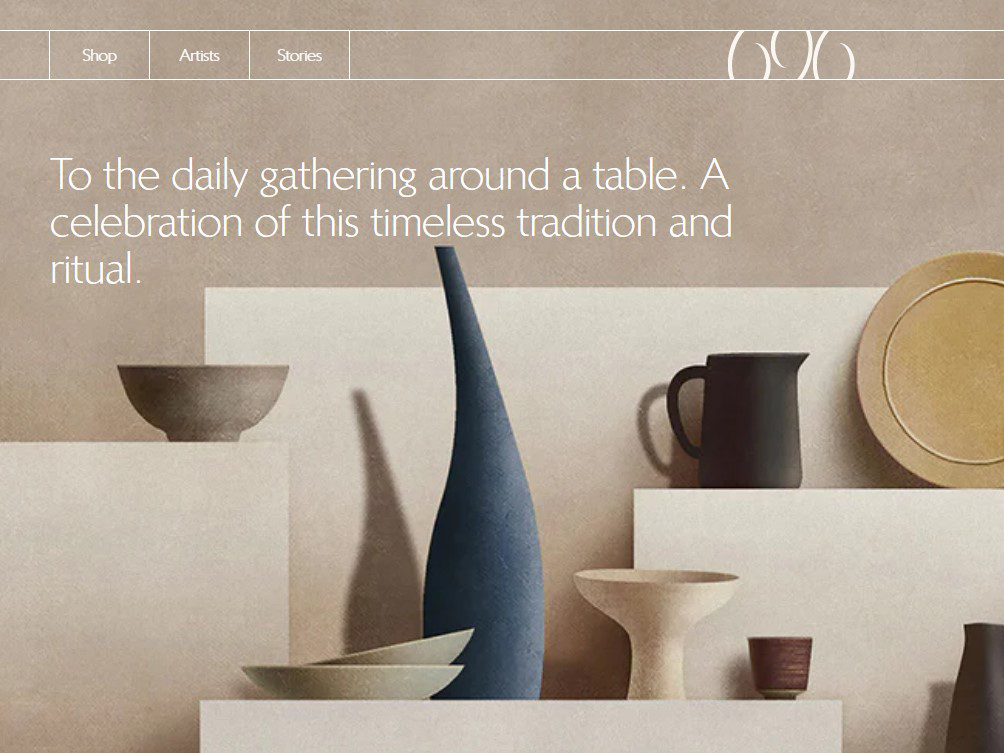 Shop
Artists
Stories
To the daily gathering around a table. A
celebration of this timeless tradition and
ritual.